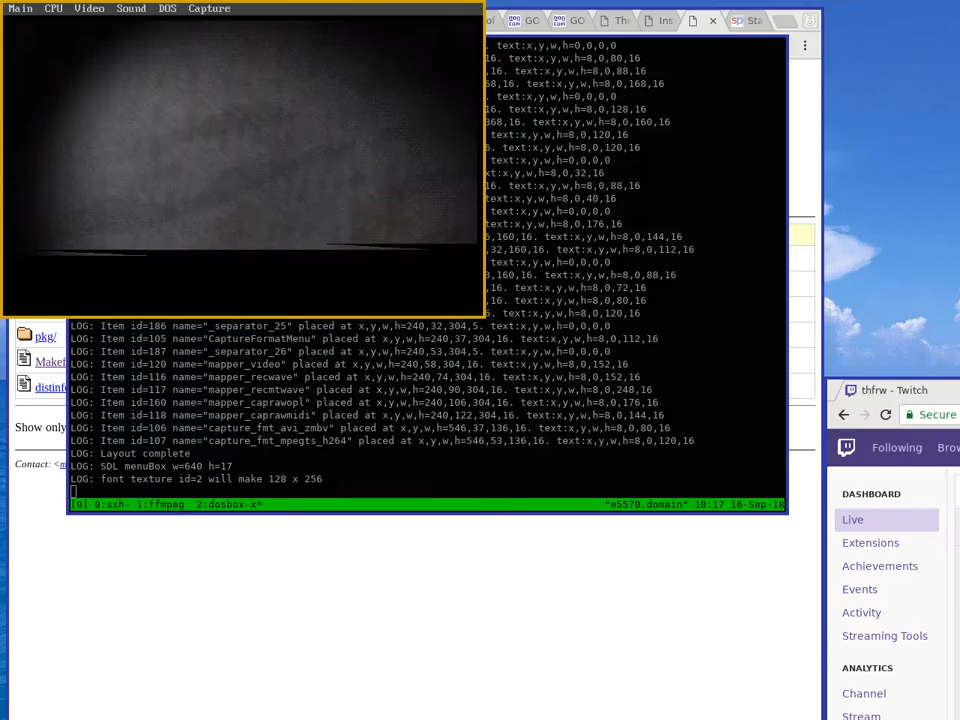 Main CPU Video Sound DOS Capture
of GO GO The Ins Sta
. text:x,y,w,h=0,0,0,0
16. text:x,y,w,h=8,0,80,16
,16. text:x,y,w,h=8,0,88,16
68,16. text:x,y,w,h=8,0,168,16
. text:x,y,w,h=0,0,0,0
16. text:x,y,w,h=8,0,128,16
368,16. text:x,y,w,h=8,0,160,16
. text:x,y,w,h=8,0,120,16
6. text:x,y,w,h=8,0,120,16
. text:x,y,w,h=0,0,0,0
xt:x,y,w,h=8,0,32,16
16. text:x,y,w,h=8,0,88,16
. text:x,y,w,h=8,0,40,16
. text:x,y,w,h=0,0,0,0
. text:x,y,w,h=8,0,176,16
6,160,16. text:x,y,w,h=8,0,144,16
,32,160,16. text:x,y,w,h=8,0,112,16
. text:x,y,w,h=0,0,0,0
,160,16. text:x,y,w,h=8,0,88,16
. text:x,y,w,h=8,0,72,16
. text:x,y,w,h=8,0,80,16
. text:x,y,w,h=8,0,120,16
LOG: Item id=186 name="_separator_25" placed at x,y,w,h=240,32,304,5. text:x,y,w,h=0,0,0,0
LOG: Item id=105 name="CaptureFormatMenu" placed at x,y,w,h=240,37,304,16. text:x,y,w,h=8,0,112,16
LOG: Item id=187 name="_separator_26" placed at x,y,w,h=240,53,304,5. text:x,y,w,h=0,0,0,0
LOG: Item id=120 name="mapper_video" placed at x,y,w,h=240,58,304,16. text:x,y,w,h=8,0,152,16
LOG: Item id=116 name="mapper_recwave" placed at x,y,w,h=240,74,304,16. text:x,y,w,h=8,0,152,16
LOG: Item id=117 name="mapper_recmtwave" placed at x,y,w,h=240,90,304,16. text:x,y,w,h=8,0,248,16
LOG: Item id=160 name="mapper_caprawopl" placed at x,y,w,h=240,106,304,16. text:x,y,w,h=8,0,176,16
LOG: Item id=118 name="mapper_caprawmidi" placed at x,y,w,h=240,122,304,16. text:x,y,w,h=8,0,144,16
LOG: Item id=106 name="capture_fmt_avi_zmbv" placed at x,y,w,h=546,37,136,16. text:x,y,w,h=8,0,80,16
LOG: Item id=107 name="capture_fmt_mpegts_h264" placed at x,y,w,h=546,53,136,16. text:x,y,w,h=8,0,120,16
LOG: Layout complete
LOG: SDL menuBox w=640 h=17
LOG: font texture id=2 will make 128 x 256
[0] 0:ssh- 1:ffmpeg 2:dosbox-x* "e5570.domain" 10:17 16-Sep-18
pkg/
Makef
distinfo
Show only
Contact: <m
thfrw - Twitch
Secure
Following Brow
DASHBOARD
Live
Extensions
Achievements
Events
Activity
Streaming Tools
ANALYTICS
Channel
Stream